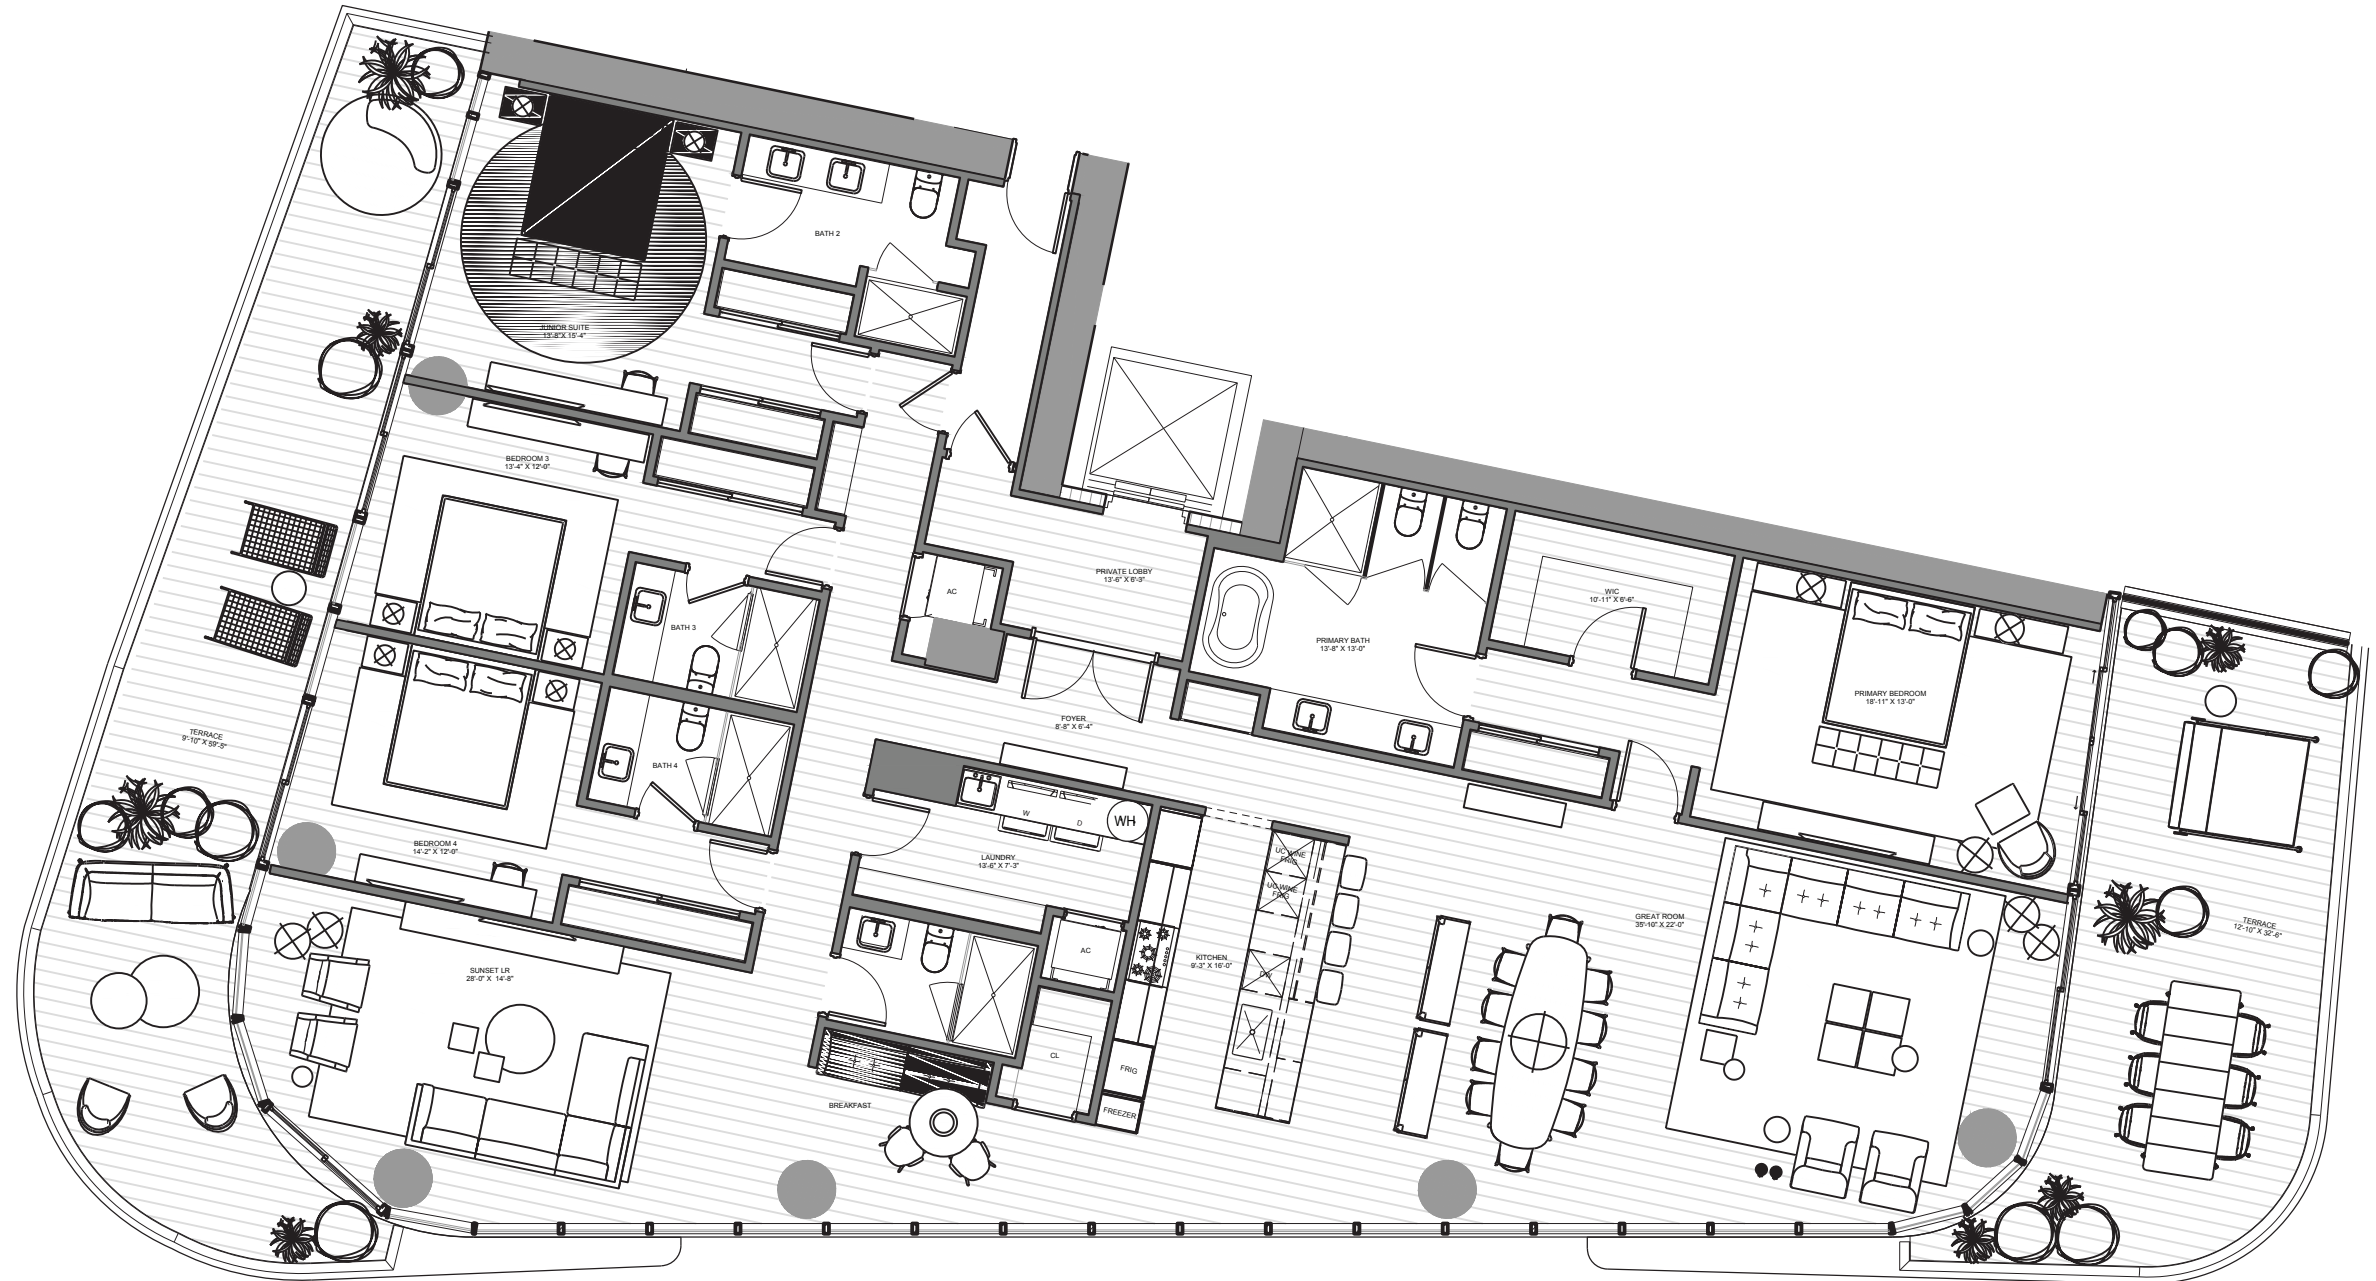 BATH 2
JUNIOR SUITE
13'-8" X 15'-4"
BEDROOM 3
13'-4" X 12'-0"
AC
PRIVATE LOBBY
13'-6" X 6'-3"
BATH 3
PRIMARY BATH
13'-8" X 13'-0"
WIC
10'-11" X 6'-6"
PRIMARY BEDROOM
18'-11" X 13'-0"
TERRACE
9'-10" X 59'-5"
FOYER
8'-8" X 6'-4"
BATH 4
BEDROOM 4
14'-2" X 12'-0"
W
D
WH
LAUNDRY
13'-6" X 7'-3"
UC WINE
FRIG
UC WINE
FRIG
GREAT ROOM
35'-10" X 22'-0"
TERRACE
12'-10" X 32'-6"
SUNSET LR
28'-0" X 14'-8"
AC
KITCHEN
9'-3" X 16'-0"
DW
CL
FRIG
FREEZER
BREAKFAST